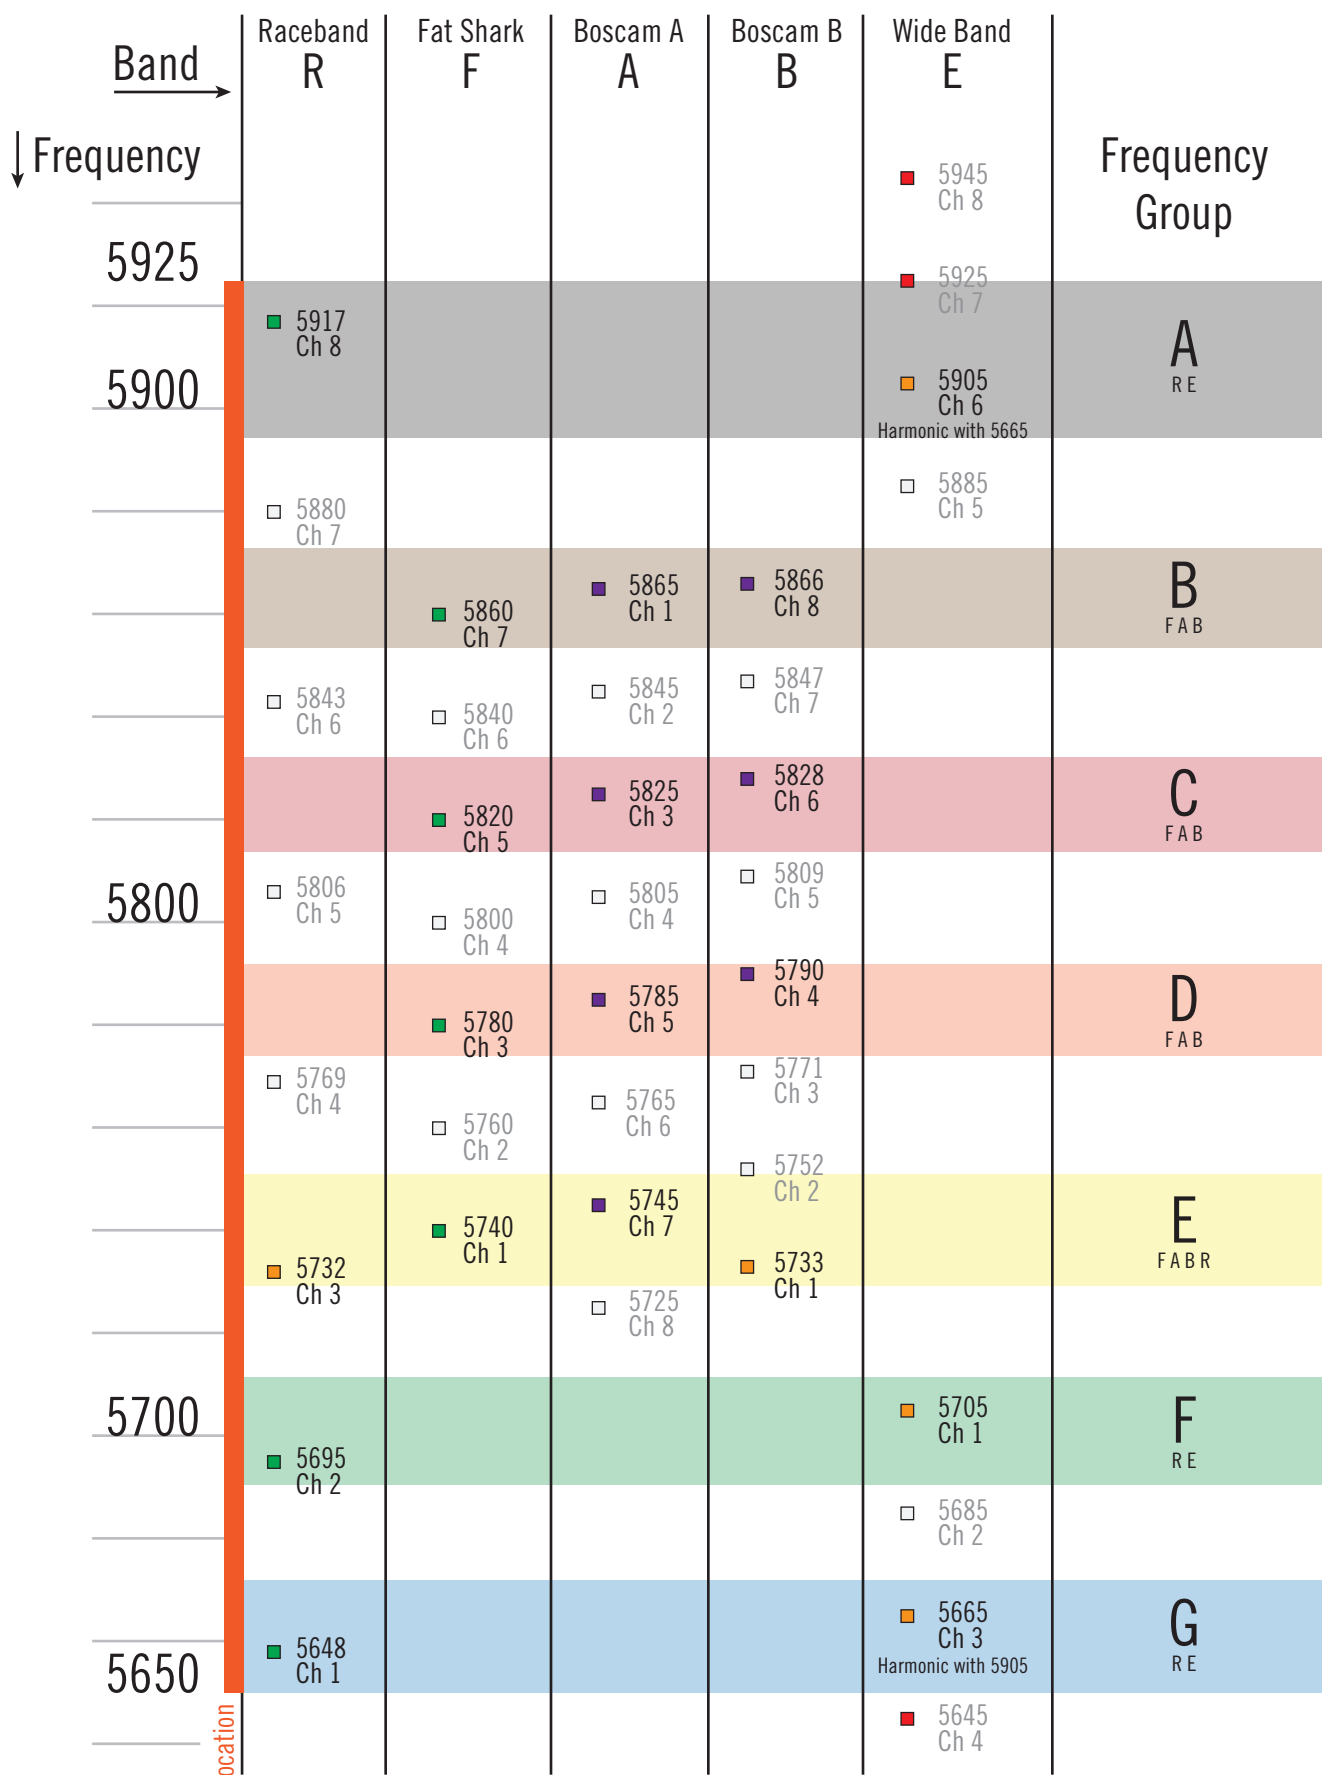 Raceband
R
Fat Shark
F
Boscam A
A
Boscam B
B
Wide Band
E
Band
Frequency
Frequency
Group
5945
Ch 8
5925
5925
Ch 7
5917
Ch 8
A
RE
5900
5905
Ch 6
Harmonic with 5665
5885
Ch 5
5880
Ch 7
5860
Ch 7
5865
Ch 1
5866
Ch 8
B
FAB
5843
Ch 6
5840
Ch 6
5845
Ch 2
5847
Ch 7
5820
Ch 5
5825
Ch 3
5828
Ch 6
C
FAB
5800
5806
Ch 5
5800
Ch 4
5805
Ch 4
5809
Ch 5
5780
Ch 3
5785
Ch 5
5790
Ch 4
D
FAB
5769
Ch 4
5760
Ch 2
5765
Ch 6
5771
Ch 3
5752
Ch 2
5732
Ch 3
5740
Ch 1
5745
Ch 7
5733
Ch 1
E
FABR
5725
Ch 8
5700
5695
Ch 2
5705
Ch 1
F
RE
5685
Ch 2
5650
5648
Ch 1
5665
Ch 3
Harmonic with 5905
G
RE
5645
Ch 4
ocation